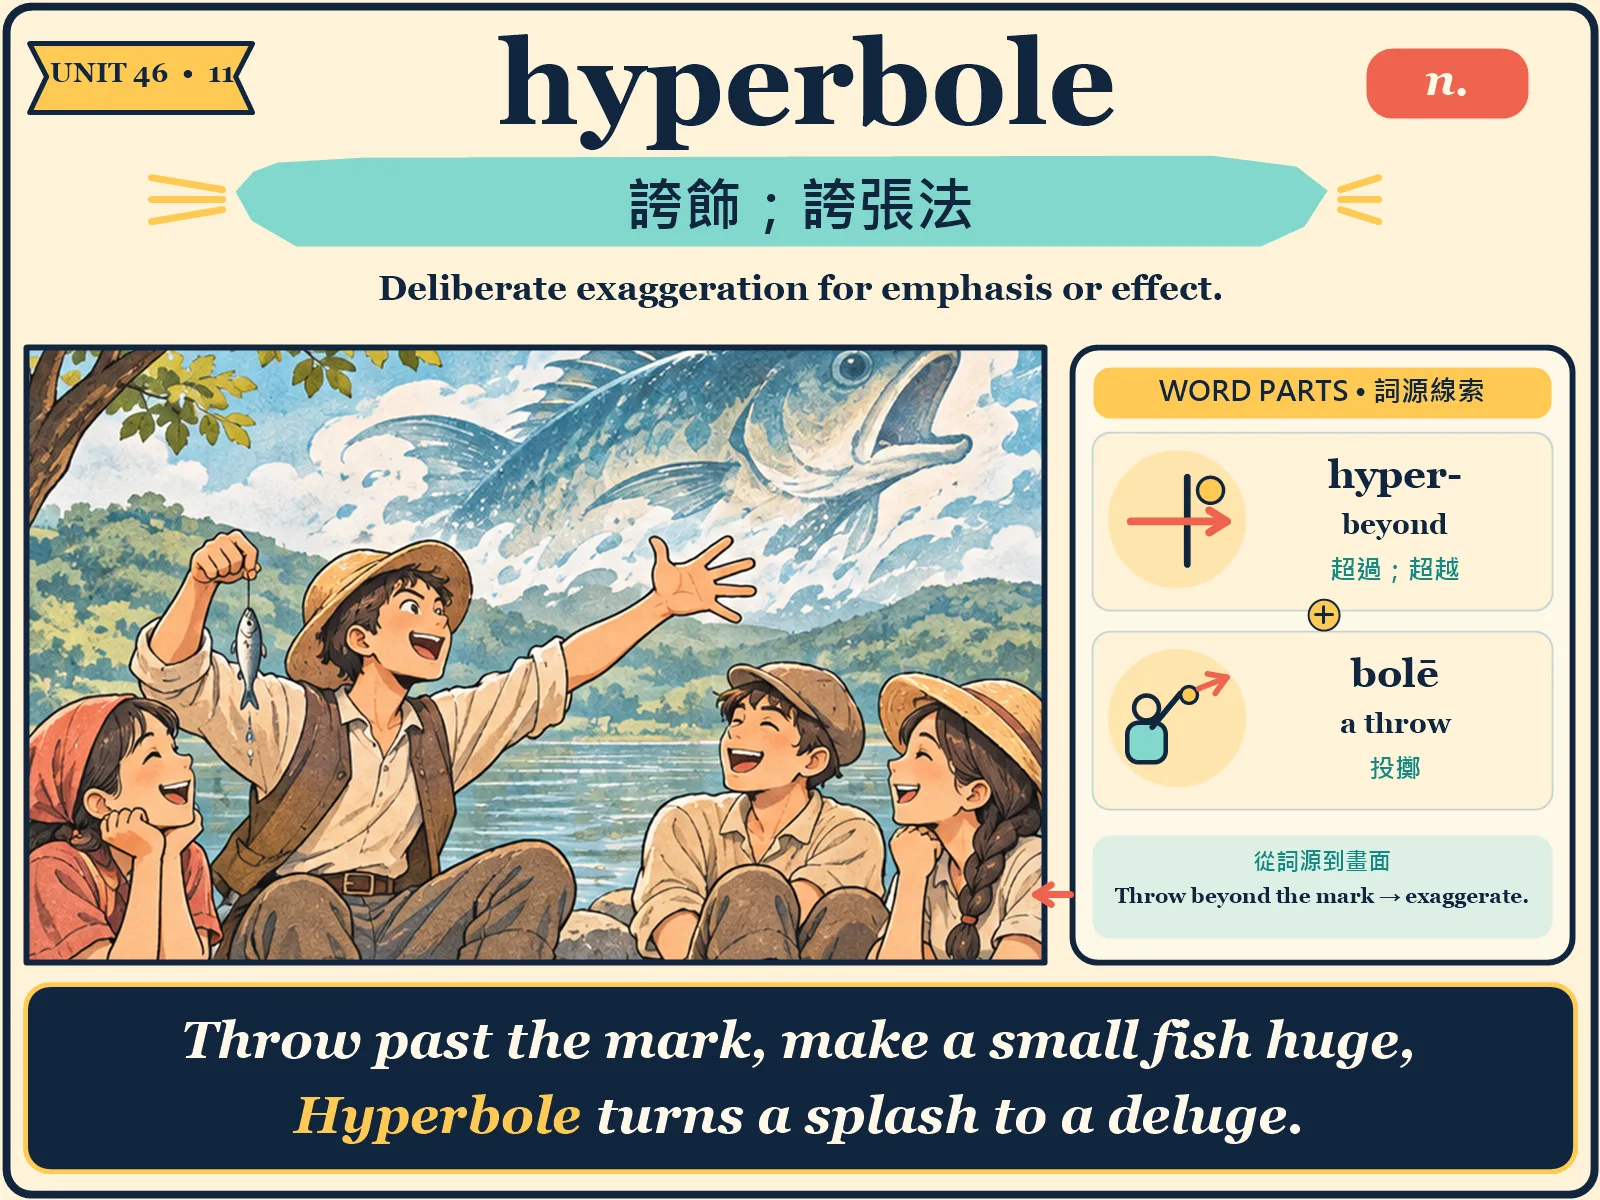 UNIT 46 • 11
hyperbole
n.
誇飾；誇張法
Deliberate exaggeration for emphasis or effect.
WORD PARTS • 詞源線索
hyper-
beyond
超過；超越
bolē
a throw
投擲
從詞源到畫面
Throw beyond the mark → exaggerate.
Throw past the mark, make a small fish huge,
Hyperbole turns a splash to a deluge.